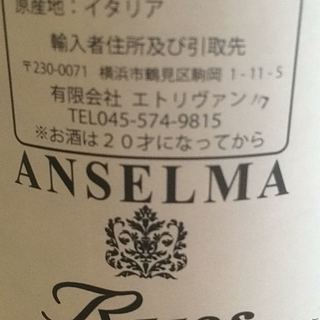 原産地：イタリア
輸入者住所及び引取先
〒230-0071 横浜市鶴見区駒岡 1-11-5
有限会社 エトリヴァン
TEL045-574-9815
※お酒は２０才になってから
ANSELMA